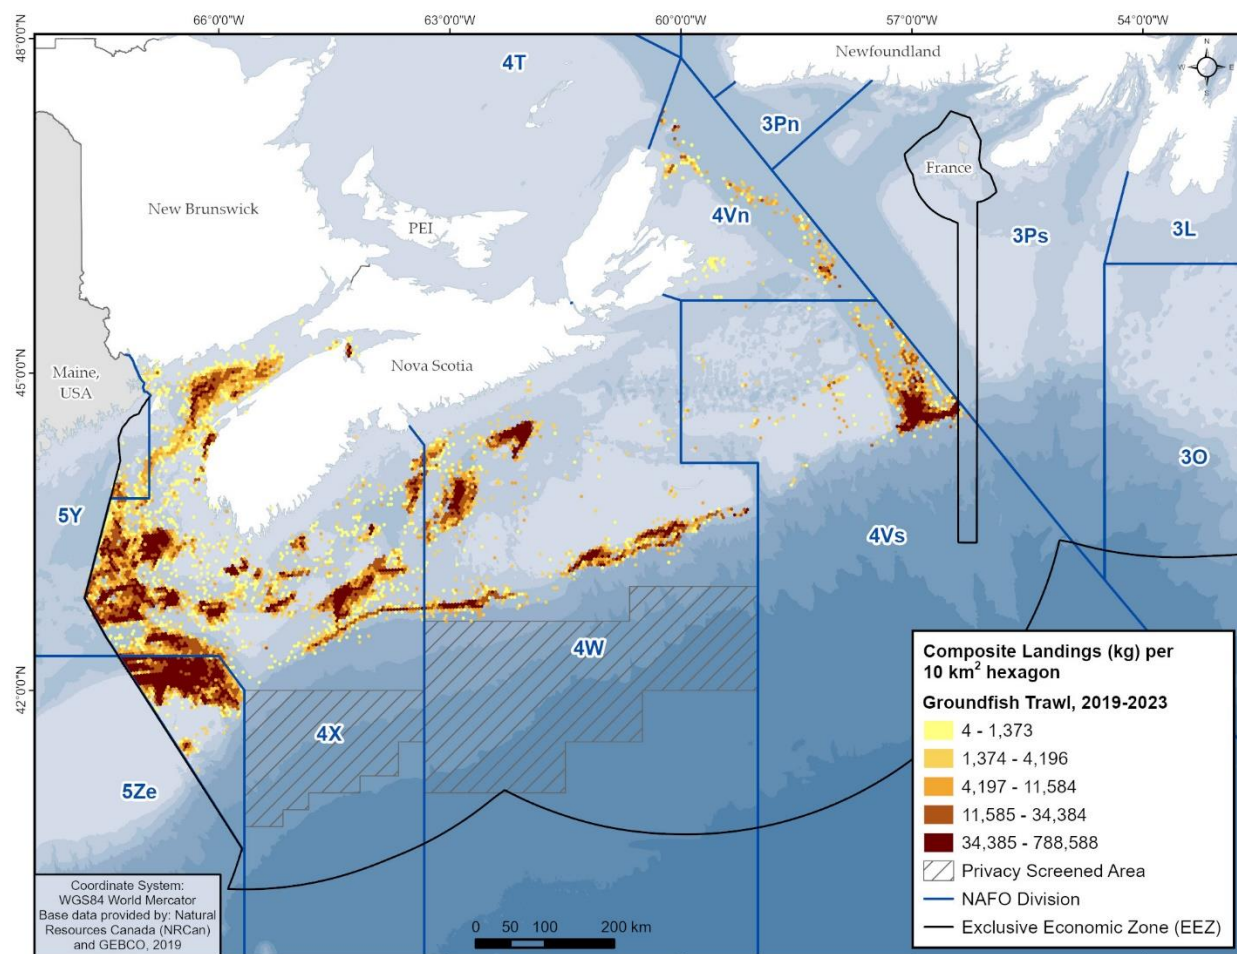 66°0'0"W
63°0'0"W
60°0'0"W
57°0'0"W
54°0'0"W
48°0'0"N
4T
Newfoundland
N
W E
S
3Pn
France
New Brunswick
PEI
4Vn
3Ps
3L
45°0'0"N
Maine,
USA
Nova Scotia
3O
5Y
4Vs
4W
42°0'0"N
4X
5Ze
Composite Landings (kg) per
10 km² hexagon
Groundfish Trawl, 2019-2023
4 - 1,373
1,374 - 4,196
4,197 - 11,584
11,585 - 34,384
34,385 - 788,588
Privacy Screened Area
NAFO Division
Exclusive Economic Zone (EEZ)
Coordinate System:
WGS84 World Mercator
Base data provided by: Natural
Resources Canada (NRCan)
and GEBCO, 2019
0 50 100 200 km